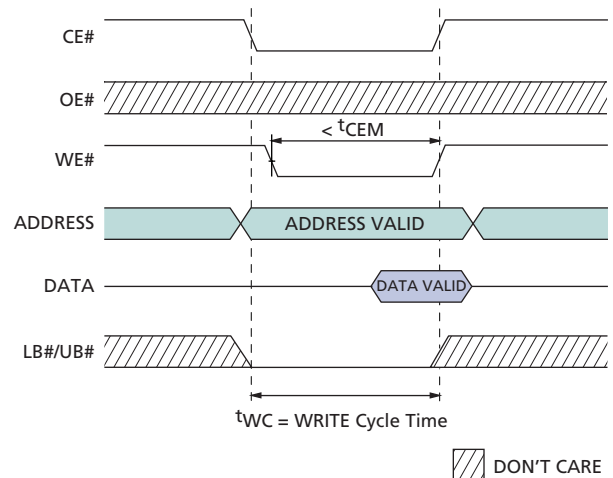 CE#
OE#
< tCEM
WE#
ADDRESS
ADDRESS VALID
DATA
DATA VALID
LB#/UB#
tWC = WRITE Cycle Time
DON'T CARE